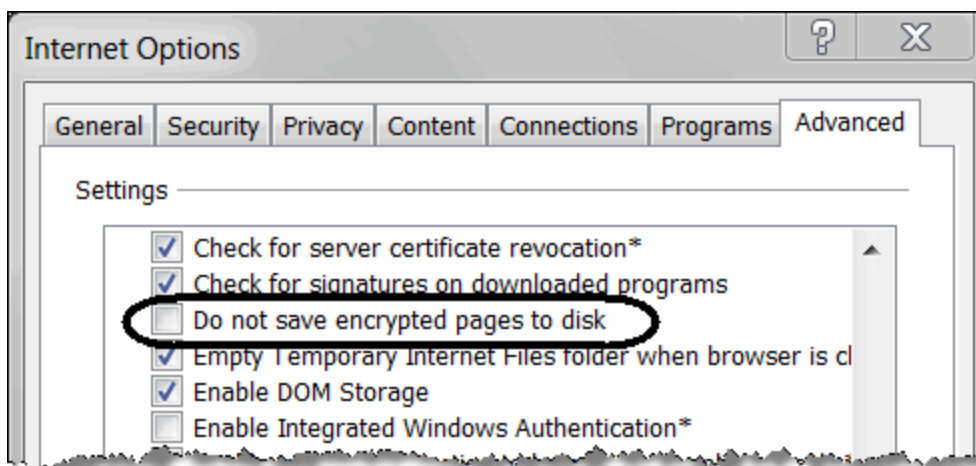 Internet Options
General Security Privacy Content Connections Programs Advanced
Settings
Check for server certificate revocation*
Check for signatures on downloaded programs
Do not save encrypted pages to disk
Empty Temporary Internet Files folder when browser is cl
Enable DOM Storage
Enable Integrated Windows Authentication*